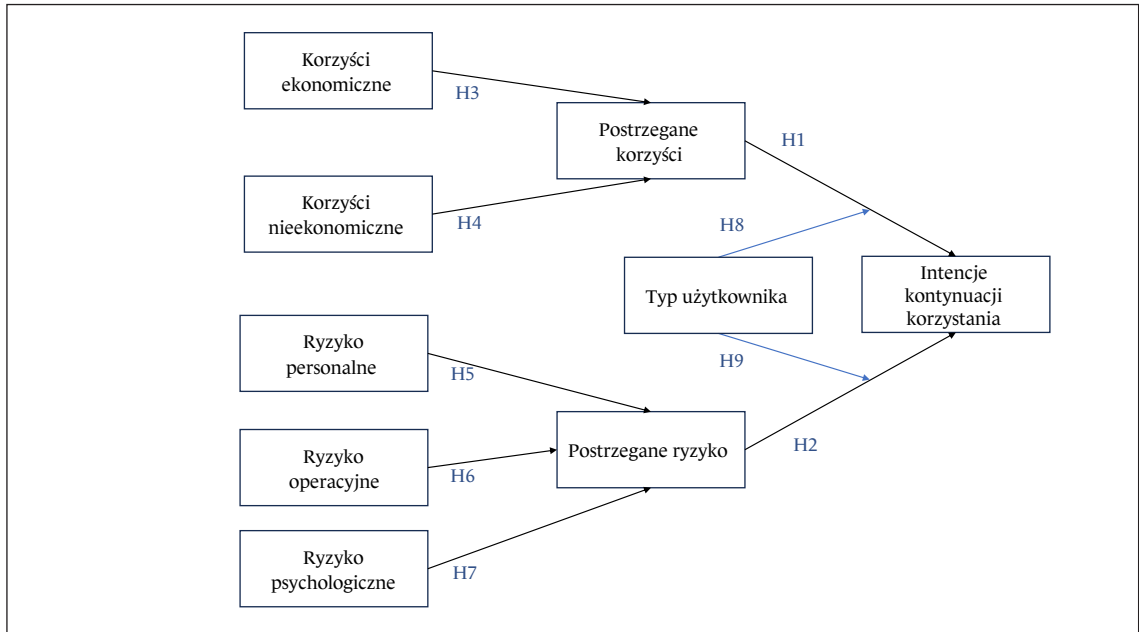 Korzyści
ekonomiczne
H3
Postrzegane
korzyści
H1
Korzyści
nieekonomiczne
H4
H8
Typ użytkownika
Intencje
kontynuacji
korzystania
H9
Ryzyko
personalne
H5
Postrzegane ryzyko
H2
Ryzyko
operacyjne
H6
Ryzyko
psychologiczne
H7